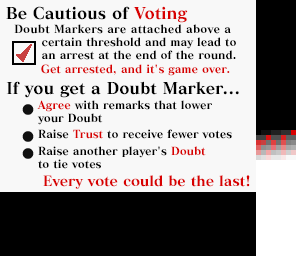 Be Cautious of Voting
Doubt Markers are attached above a
certain threshold and may lead to
an arrest at the end of the round.
Get arrested, and it's game over.
If you get a Doubt Marker...
Agree with remarks that lower
your Doubt
Raise Trust to receive fewer votes
Raise another player's Doubt
to tie votes
Every vote could be the last!